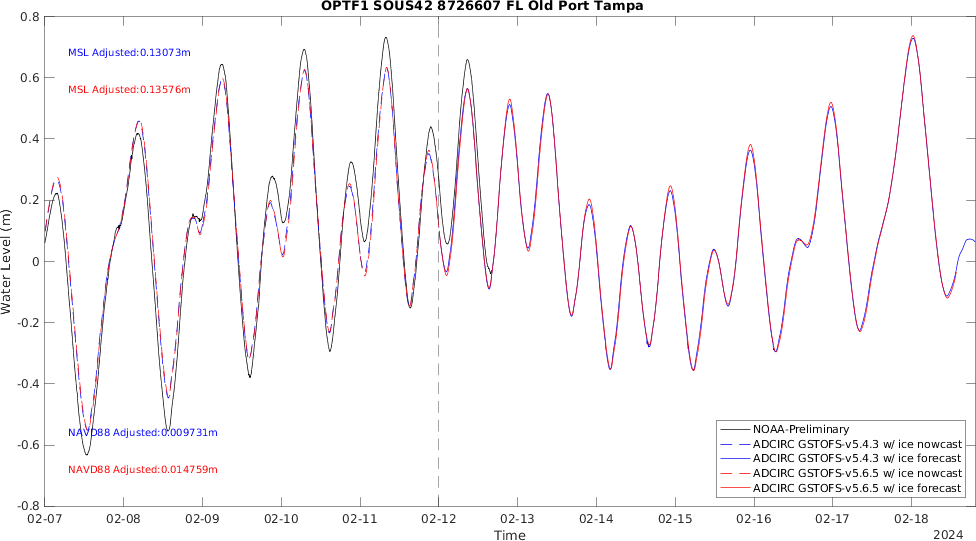 OPTF1 SOUS42 8726607 FL Old Port Tampa
MSL Adjusted:0.13073m
MSL Adjusted:0.13576m
NAVD88 Adjusted:0.009731m
NAVD88 Adjusted:0.014759m
Water Level (m)
0.8
0.6
0.4
0.2
0
-0.2
-0.4
-0.6
-0.8
NOAA-Preliminary
ADCIRC GSTOFS-v5.4.3 w/ ice nowcast
ADCIRC GSTOFS-v5.4.3 w/ ice forecast
ADCIRC GSTOFS-v5.6.5 w/ ice nowcast
ADCIRC GSTOFS-v5.6.5 w/ ice forecast
02-07 02-08 02-09 02-10 02-11 02-12 02-13 02-14 02-15 02-16 02-17 02-18
Time
2024